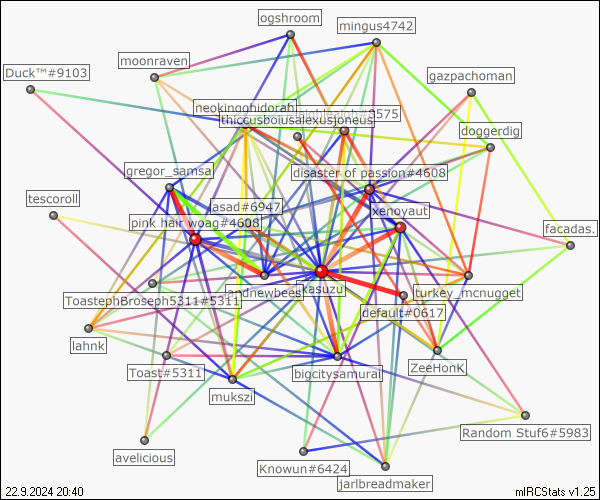 ogshroom
mingus4742
moonraven
Duck™#9103
gazpachoman
neokingghidorah
#8575
thiccusboiusalexusjoneus
doggerdig
gregor_samsa
disaster of passion#4608
tescoroll
asad#6947
xenoyaut
pink hair woag#4608
facadas.
kasuzu
andnewbees
turkey_mcnugget
ToastephBroseph5311#5311
default#0617
lahnk
Toast#5311
bigcitysamurai
ZeeHonK
mukszi
Random Stuf6#5983
avelicious
Knowun#6424
jarlbreadmaker
22.9.2024 20:40
mIRCStats v1.25